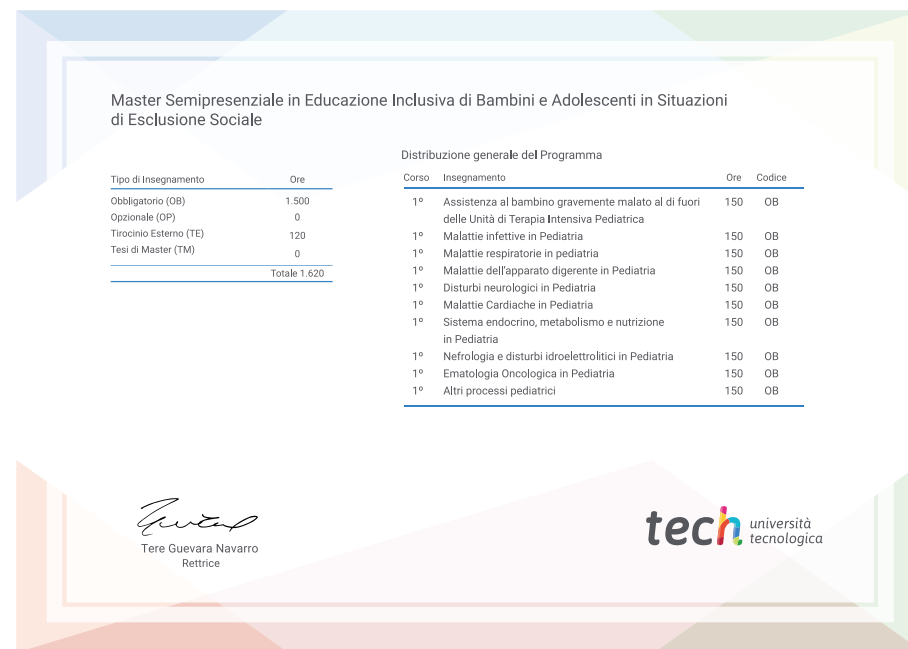 Master Semipresenziale in Educazione Inclusiva di Bambini e Adolescenti in Situazioni
di Esclusione Sociale
Tipo di Insegnamento Ore
Obbligatorio (OB) 1.500
Opzionale (OP) 0
Tirocinio Esterno (TE) 120
Tesi di Master (TM) 0
Totale 1.620
Distribuzione generale del Programma
Corso Insegnamento Ore Codice
1º Assistenza al bambino gravemente malato al di fuori 150 OB
delle Unità di Terapia Intensiva Pediatrica
1º Malattie infettive in Pediatria 150 OB
1º Malattie respiratorie in pediatria 150 OB
1º Malattie dell'apparato digerente in Pediatria 150 OB
1º Disturbi neurologici in Pediatria 150 OB
1º Malattie Cardiache in Pediatria 150 OB
1º Sistema endocrino, metabolismo e nutrizione 150 OB
in Pediatria
1º Nefrologia e disturbi idroelettrolitici in Pediatria 150 OB
1º Ematologia Oncologica in Pediatria 150 OB
1º Altri processi pediatrici 150 OB
Tere Guevara Navarro
Rettrice
tech università
tecnologica